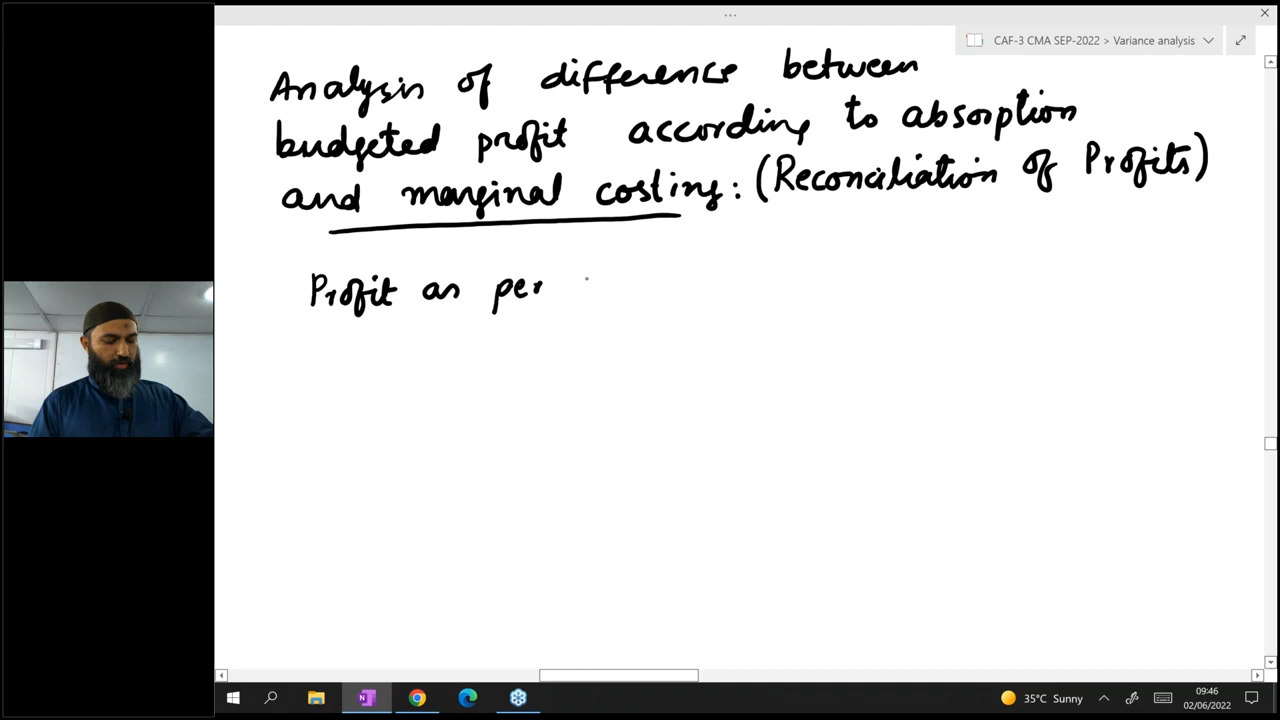 CAF-3 CMA SEP-2022 > Variance analysis
Analysis of difference between
budgeted profit according to absorption
and marginal costing: (Reconciliation of Profits)
Profit as per
35°C Sunny
09:46
02/06/2022